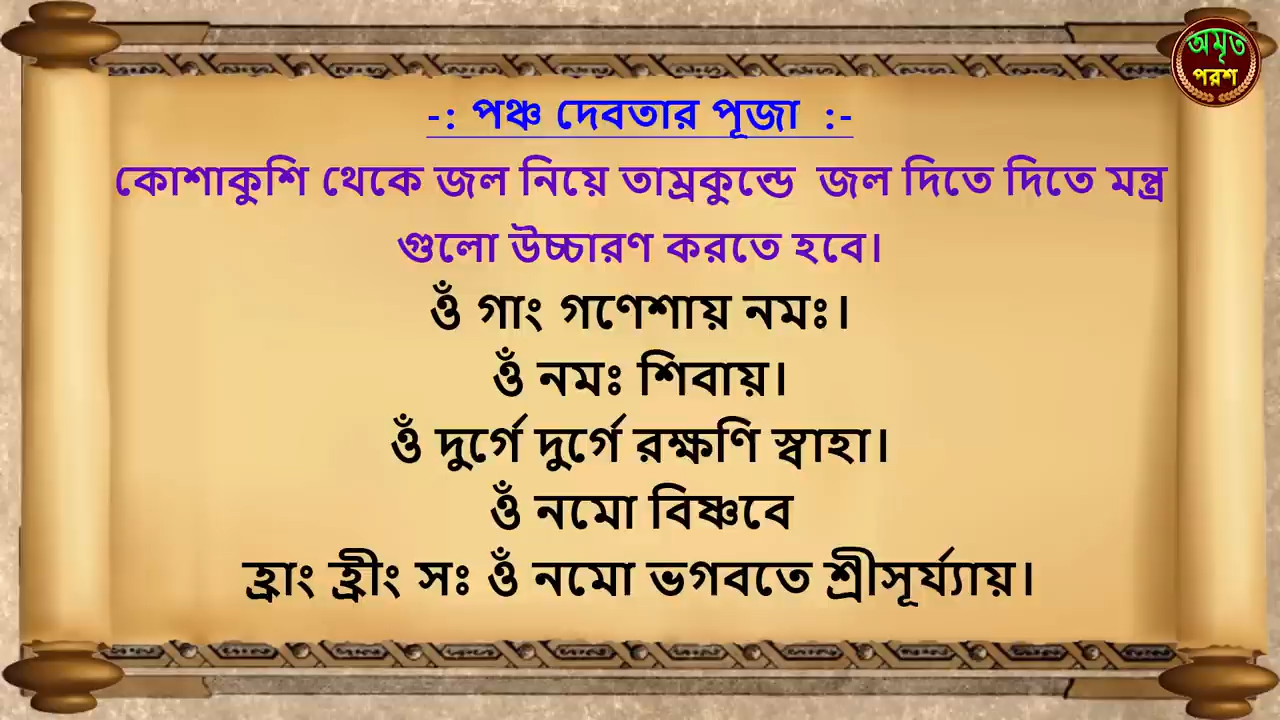 অমৃত
পরশ
-: পঞ্চ দেবতার পূজা :-
কোশাকুশি থেকে জল নিয়ে তাম্রকুন্ডে জল দিতে দিতে মন্ত্র
গুলো উচ্চারণ করতে হবে।
ওঁ গাং গণেশায় নমঃ।
ওঁ নমঃ শিবায়।
ওঁ দুর্গে দুর্গে রক্ষণি স্বাহা।
ওঁ নমো বিষ্ণবে
হ্রাং হ্রীং সঃ ওঁ নমো ভগবতে শ্রীসূর্য্যায়।